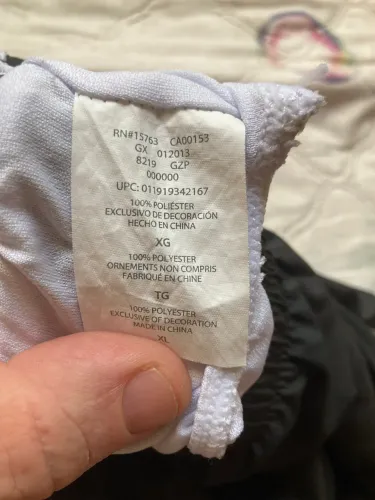 RN#15763 CA00153
GX 012013
8219 GZP
000000
UPC: 011919342167
100% POLIÉSTER
EXCLUSIVO DE DECORACIÓN
HECHO EN CHINA
XG
100% POLYESTER
ORNEMENTS NON COMPRIS
FABRIQUÉ EN CHINE
TG
100% POLYESTER
EXCLUSIVE OF DECORATION
MADE IN CHINA
XL